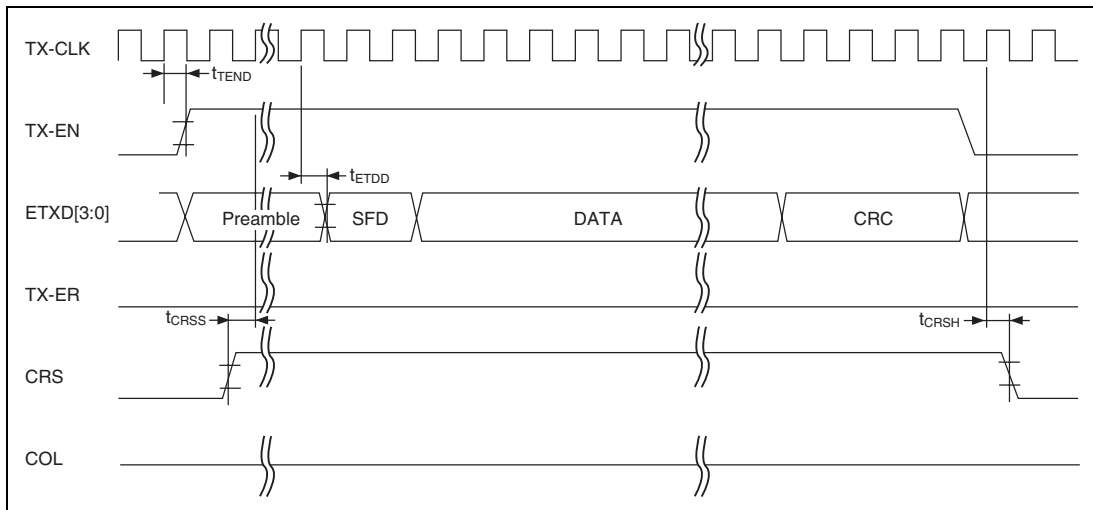 TX-CLK
tTEND
TX-EN
tETDD
ETXD[3:0]
Preamble
SFD
DATA
CRC
TX-ER
tCRSS
tCRSH
CRS
COL